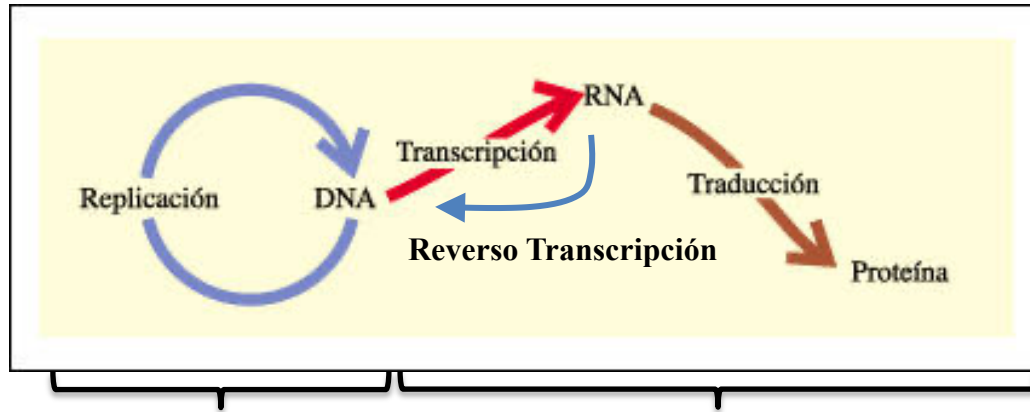 RNA
Transcripción
Traducción
Replicación
DNA
Reverso Transcripción
Proteína